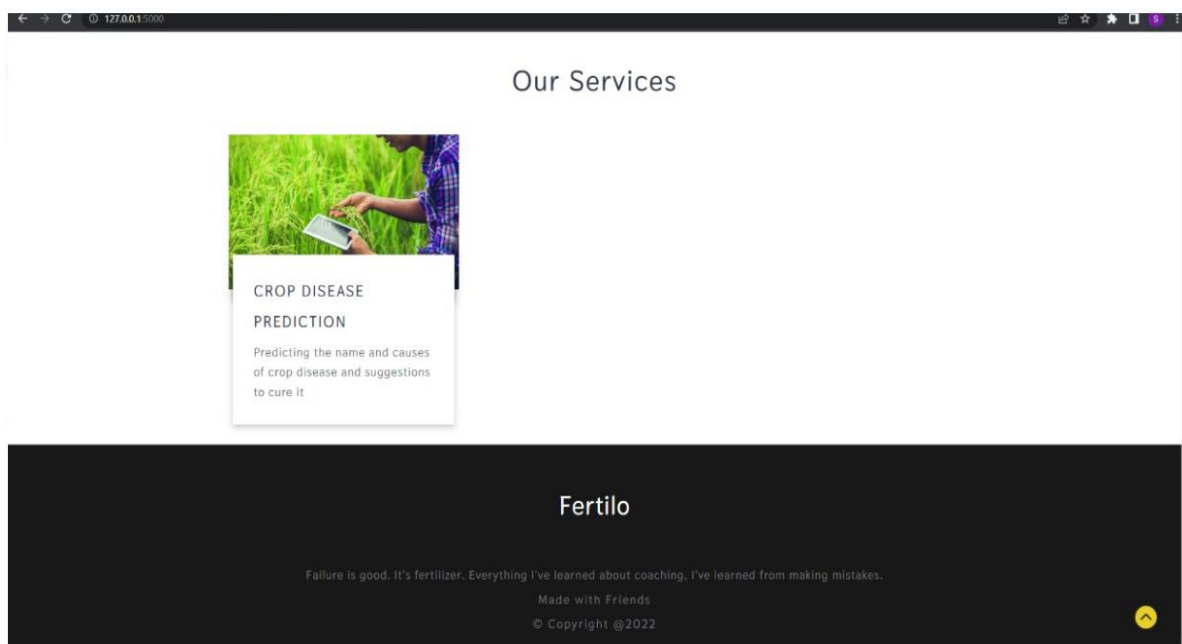 127.0.0.1:5000
S
Our Services
CROP DISEASE
PREDICTION
Predicting the name and causes
of crop disease and suggestions
to cure it
Fertilo
Failure is good. It's fertilizer. Everything I've learned about coaching, I've learned from making mistakes.
Made with Friends
© Copyright @2022